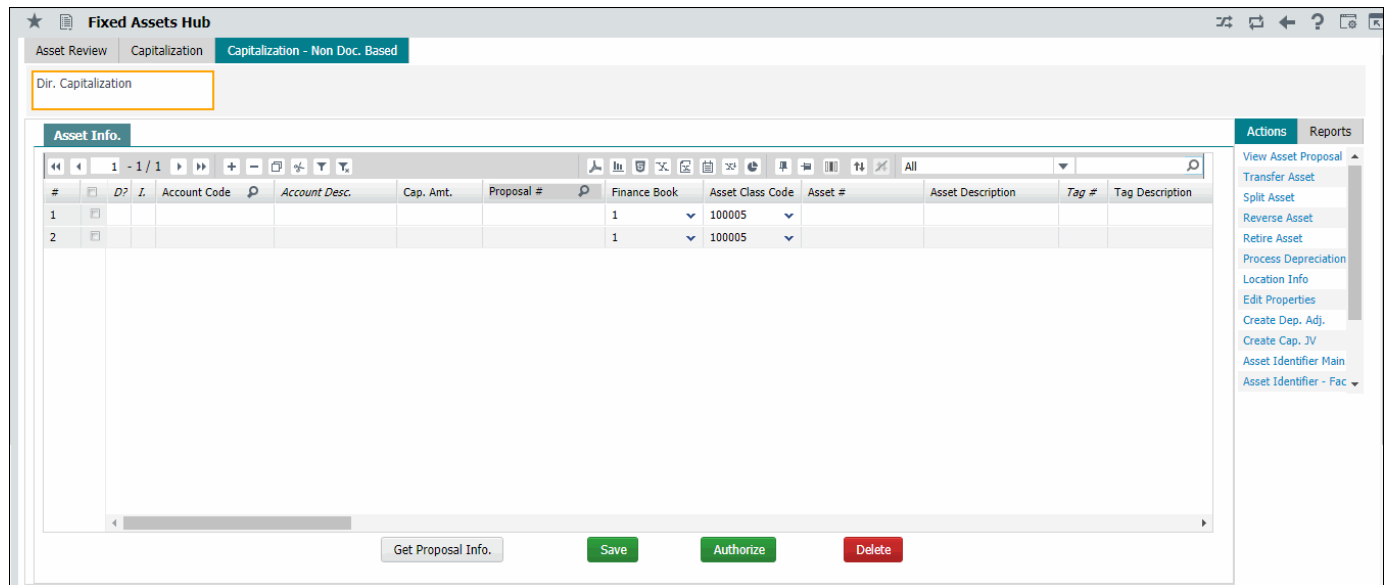 Fixed Assets Hub
Asset Review Capitalization Capitalization - Non Doc. Based
Dir. Capitalization
Asset Info.
Actions Reports
1 - 1 / 1 All
# D? I. Account Code Account Desc. Cap. Amt. Proposal # Finance Book Asset Class Code Asset # Asset Description Tag # Tag Description
1 1 100005
2 1 100005
View Asset Proposal
Transfer Asset
Split Asset
Reverse Asset
Retire Asset
Process Depreciation
Location Info
Edit Properties
Create Dep. Adj.
Create Cap. JV
Asset Identifier Main
Asset Identifier - Fac
Get Proposal Info. Save Authorize Delete